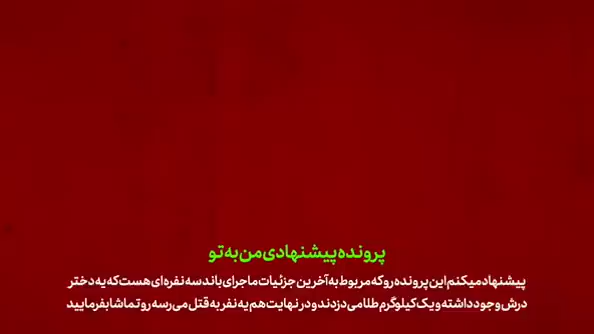 پرونده پیشنهادی من به تو
پیشنهاد میکنم این پرونده رو که مربوط به آخرین جزئیات ماجرای باند سه نفره‌ای هست که یه دختر
درش وجود داشته و یک کیلوگرم طلا می دزدند و در نهایت هم یه نفر به قتل می رسه رو تماشا بفرمایید